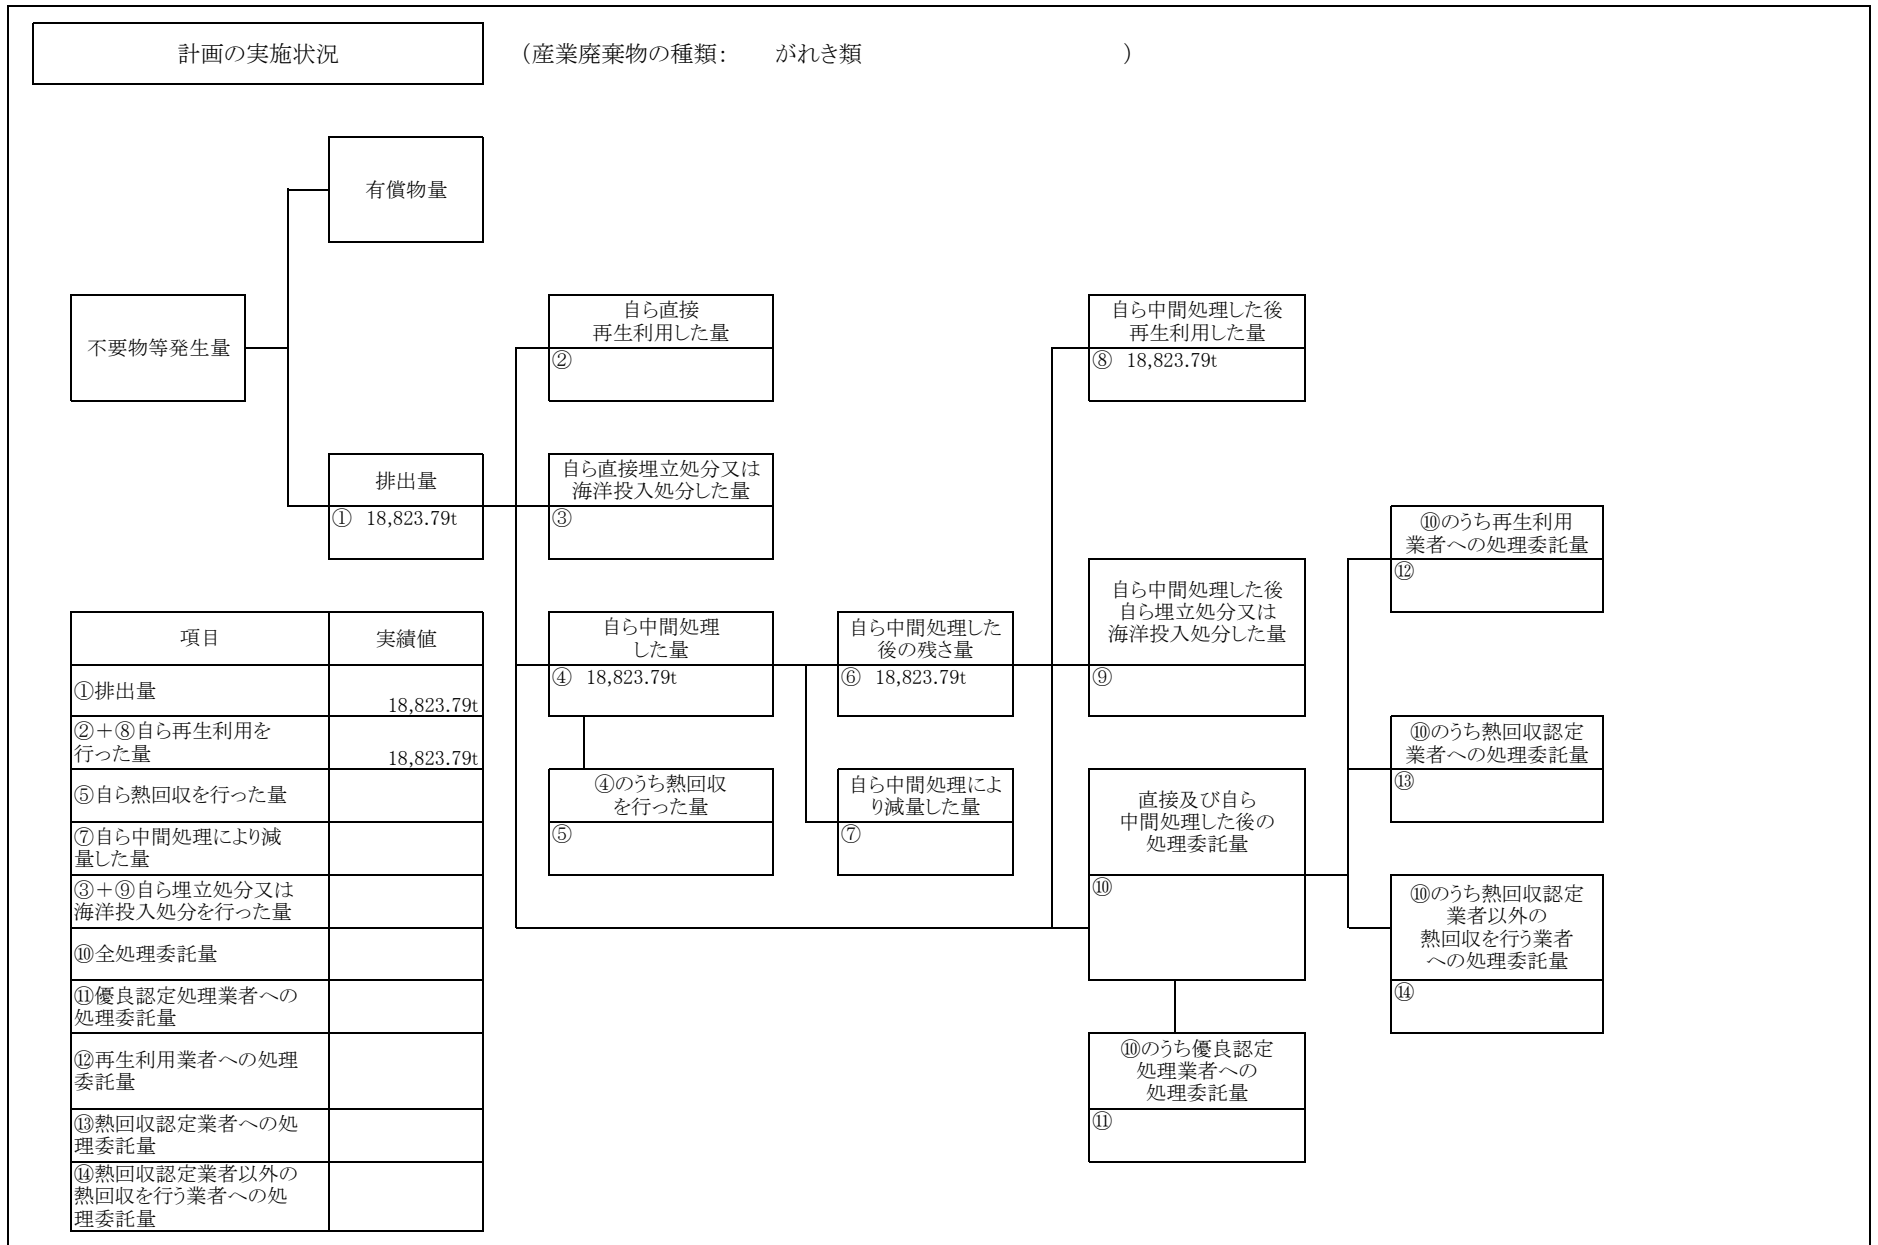 計画の実施状況
（産業廃棄物の種類： がれき類 ）
有償物量
不要物等発生量
排出量
① 18,823.79t
自ら直接
再生利用した量
②
自ら直接埋立処分又は
海洋投入処分した量
③
自ら中間処理
した量
④ 18,823.79t
④のうち熱回収
を行った量
⑤
自ら中間処理した
後の残さ量
⑥ 18,823.79t
自ら中間処理によ
り減量した量
⑦
自ら中間処理した後
再生利用した量
⑧ 18,823.79t
自ら中間処理した後
自ら埋立処分又は
海洋投入処分した量
⑨
直接及び自ら
中間処理した後の
処理委託量
⑩
⑩のうち優良認定
処理業者への
処理委託量
⑪
⑩のうち再生利用
業者への処理委託量
⑫
⑩のうち熱回収認定
業者への処理委託量
⑬
⑩のうち熱回収認定
業者以外の
熱回収を行う業者
への処理委託量
⑭
項目 実績値
①排出量
18,823.79t
②＋⑧自ら再生利用を
行った量 18,823.79t
⑤自ら熱回収を行った量
⑦自ら中間処理により減
量した量
③＋⑨自ら埋立処分又は
海洋投入処分を行った量
⑩全処理委託量
⑪優良認定処理業者への
処理委託量
⑫再生利用業者への処理
委託量
⑬熱回収認定業者への処
理委託量
⑭熱回収認定業者以外の
熱回収を行う業者への処
理委託量